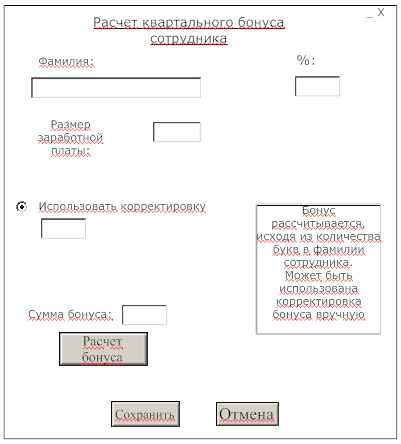 _ X
Расчет квартального бонуса
сотрудника
Фамилия:
%:
Размер
заработной
платы:
Использовать корректировку
Бонус
рассчитывается,
исходя из количества
букв в фамилии
сотрудника.
Может быть
использована
корректировка
бонуса вручную
Сумма бонуса:
Расчет
бонуса
Сохранить
Отмена